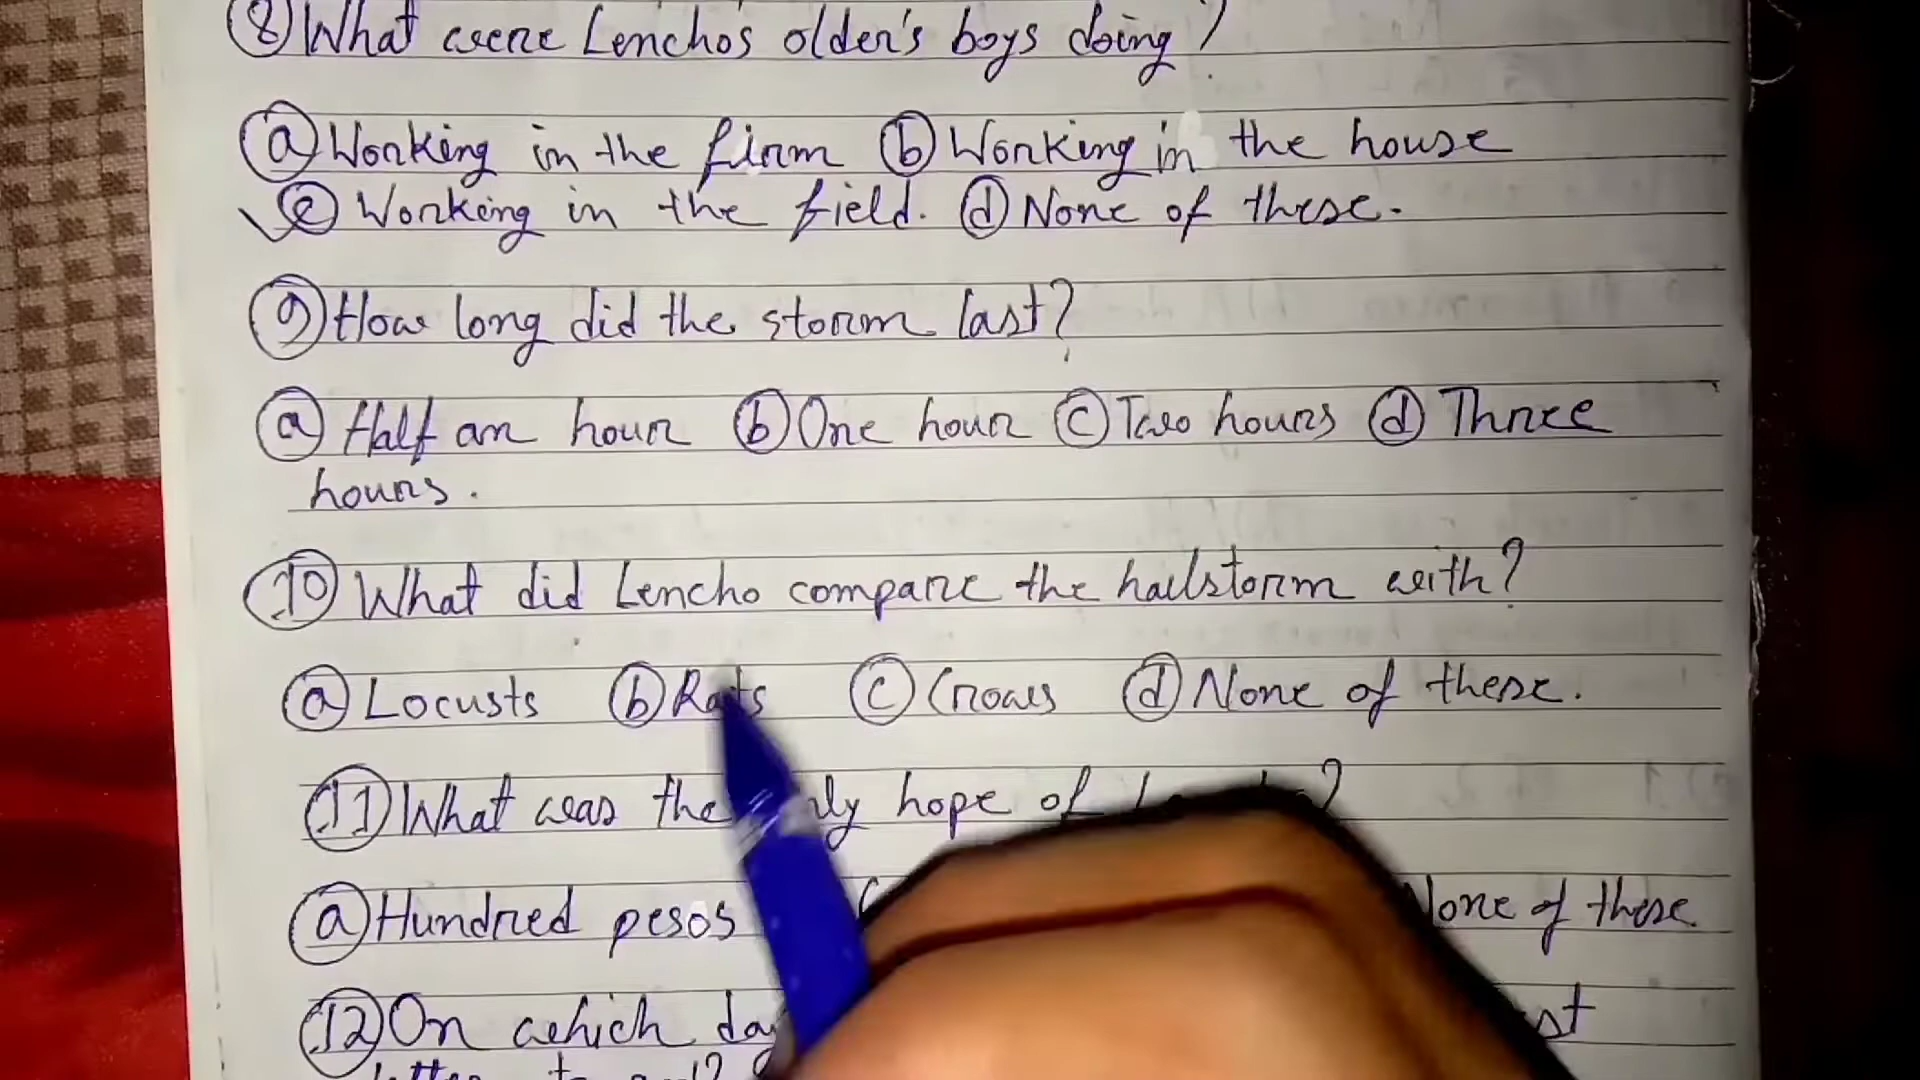 8 What were Lencho's older's boys doing?
a Working in the firm b Working in the house
c Working in the field. d None of these.
9 How long did the storm last?
a Half an hour b One hour c Two hours d Three
hours.
10 What did Lencho compare the hailstorm with?
a Locusts b Rats c Crows d None of these.
11 What was the hope of
a Hundred pesos of these
12 On which